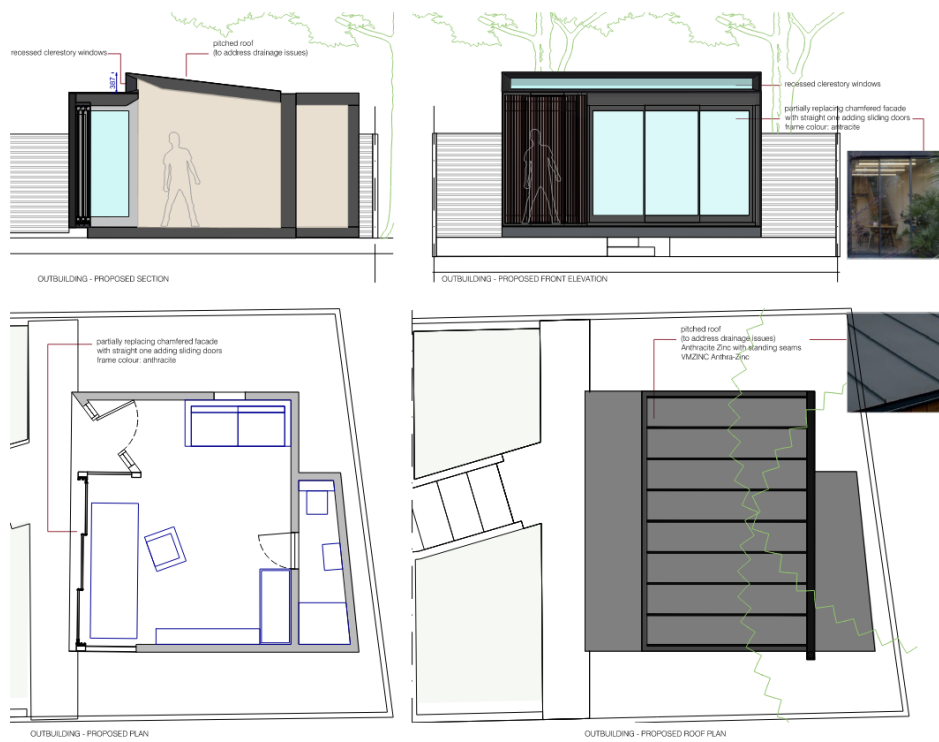 recessed clerestory windows
pitched roof
(to address drainage issues)
387
OUTBUILDING - PROPOSED SECTION
recessed clerestory windows
partially replacing chamfered facade
with straight one adding sliding doors
frame colour: antracite
OUTBUILDING - PROPOSED FRONT ELEVATION
partially replacing chamfered facade
with straight one adding sliding doors
frame colour: anthracite
OUTBUILDING - PROPOSED PLAN
pitched roof
(to address drainage issues)
Anthracite Zinc with standing seams
VMZINC Anthra-Zinc
OUTBUILDING - PROPOSED ROOF PLAN